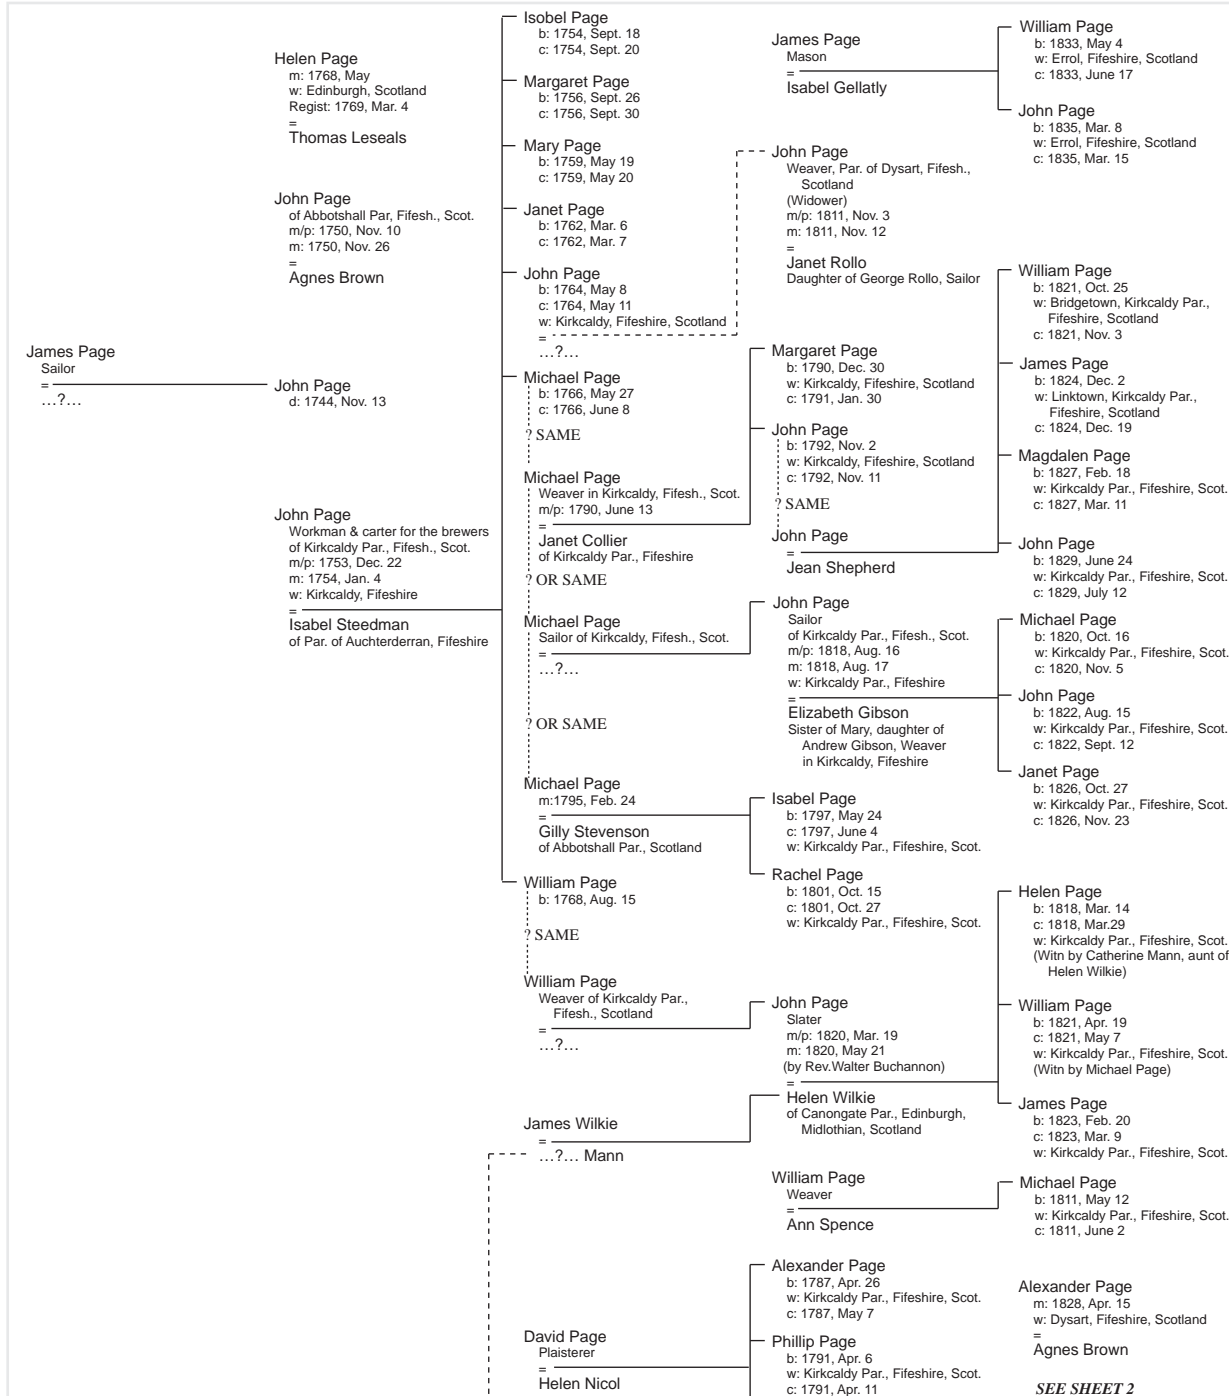 James Page
Sailor
=
...?...
Helen Page
m: 1768, May
w: Edinburgh, Scotland
Regist: 1769, Mar. 4
=
Thomas Leseals
John Page
of Abbotshall Par, Fifesh., Scot.
m/p: 1750, Nov. 10
m: 1750, Nov. 26
=
Agnes Brown
John Page
d: 1744, Nov. 13
John Page
Workman & carter for the brewers
of Kirkcaldy Par., Fifesh., Scot.
m/p: 1753, Dec. 22
m: 1754, Jan. 4
w: Kirkcaldy, Fifeshire
=
Isabel Steedman
of Par. of Auchterderran, Fifeshire
Isobel Page
b: 1754, Sept. 18
c: 1754, Sept. 20
Margaret Page
b: 1756, Sept. 26
c: 1756, Sept. 30
Mary Page
b: 1759, May 19
c: 1759, May 20
Janet Page
b: 1762, Mar. 6
c: 1762, Mar. 7
John Page
b: 1764, May 8
c: 1764, May 11
w: Kirkcaldy, Fifeshire, Scotland
=
...?...
Michael Page
b: 1766, May 27
c: 1766, June 8
? SAME
Michael Page
Weaver in Kirkcaldy, Fifesh., Scot.
m/p: 1790, June 13
=
Janet Collier
of Kirkcaldy Par., Fifeshire
? OR SAME
Michael Page
Sailor of Kirkcaldy, Fifesh., Scot.
=
...?...
? OR SAME
Michael Page
m:1795, Feb. 24
=
Gilly Stevenson
of Abbotshall Par., Scotland
William Page
b: 1768, Aug. 15
? SAME
William Page
Weaver of Kirkcaldy Par.,
Fifesh., Scotland
=
...?...
James Wilkie
=
...?... Mann
David Page
Plaisterer
=
Helen Nicol
James Page
Mason
=
Isabel Gellatly
John Page
Weaver, Par. of Dysart, Fifesh.,
Scotland
(Widower)
m/p: 1811, Nov. 3
m: 1811, Nov. 12
=
Janet Rollo
Daughter of George Rollo, Sailor
Margaret Page
b: 1790, Dec. 30
w: Kirkcaldy, Fifeshire, Scotland
c: 1791, Jan. 30
John Page
b: 1792, Nov. 2
w: Kirkcaldy, Fifeshire, Scotland
c: 1792, Nov. 11
? SAME
John Page
=
Jean Shepherd
John Page
Sailor
of Kirkcaldy Par., Fifesh., Scot.
m/p: 1818, Aug. 16
m: 1818, Aug. 17
w: Kirkcaldy Par., Fifeshire
=
Elizabeth Gibson
Sister of Mary, daughter of
Andrew Gibson, Weaver
in Kirkcaldy, Fifeshire
Isabel Page
b: 1797, May 24
c: 1797, June 4
w: Kirkcaldy Par., Fifeshire, Scot.
Rachel Page
b: 1801, Oct. 15
c: 1801, Oct. 27
w: Kirkcaldy Par., Fifeshire, Scot.
John Page
Slater
m/p: 1820, Mar. 19
m: 1820, May 21
(by Rev.Walter Buchannon)
=
Helen Wilkie
of Canongate Par., Edinburgh,
Midlothian, Scotland
William Page
Weaver
=
Ann Spence
Alexander Page
b: 1787, Apr. 26
w: Kirkcaldy Par., Fifeshire, Scot.
c: 1787, May 7
Phillip Page
b: 1791, Apr. 6
w: Kirkcaldy Par., Fifeshire, Scot.
c: 1791, Apr. 11
William Page
b: 1833, May 4
w: Errol, Fifeshire, Scotland
c: 1833, June 17
John Page
b: 1835, Mar. 8
w: Errol, Fifeshire, Scotland
c: 1835, Mar. 15
William Page
b: 1821, Oct. 25
w: Bridgetown, Kirkcaldy Par.,
Fifeshire, Scotland
c: 1821, Nov. 3
James Page
b: 1824, Dec. 2
w: Linktown, Kirkcaldy Par.,
Fifeshire, Scotland
c: 1824, Dec. 19
Magdalen Page
b: 1827, Feb. 18
w: Kirkcaldy Par., Fifeshire, Scot.
c: 1827, Mar. 11
John Page
b: 1829, June 24
w: Kirkcaldy Par., Fifeshire, Scot.
c: 1829, July 12
Michael Page
b: 1820, Oct. 16
w: Kirkcaldy Par., Fifeshire, Scot.
c: 1820, Nov. 5
John Page
b: 1822, Aug. 15
w: Kirkcaldy Par., Fifeshire, Scot.
c: 1822, Sept. 12
Janet Page
b: 1826, Oct. 27
w: Kirkcaldy Par., Fifeshire, Scot.
c: 1826, Nov. 23
Helen Page
b: 1818, Mar. 14
c: 1818, Mar.29
w: Kirkcaldy Par., Fifeshire, Scot.
(Witn by Catherine Mann, aunt of
Helen Wilkie)
William Page
b: 1821, Apr. 19
c: 1821, May 7
w: Kirkcaldy Par., Fifeshire, Scot.
(Witn by Michael Page)
James Page
b: 1823, Feb. 20
c: 1823, Mar. 9
w: Kirkcaldy Par., Fifeshire, Scot.
Michael Page
b: 1811, May 12
w: Kirkcaldy Par., Fifeshire, Scot.
c: 1811, June 2
Alexander Page
m: 1828, Apr. 15
w: Dysart, Fifeshire, Scotland
=
Agnes Brown
SEE SHEET 2